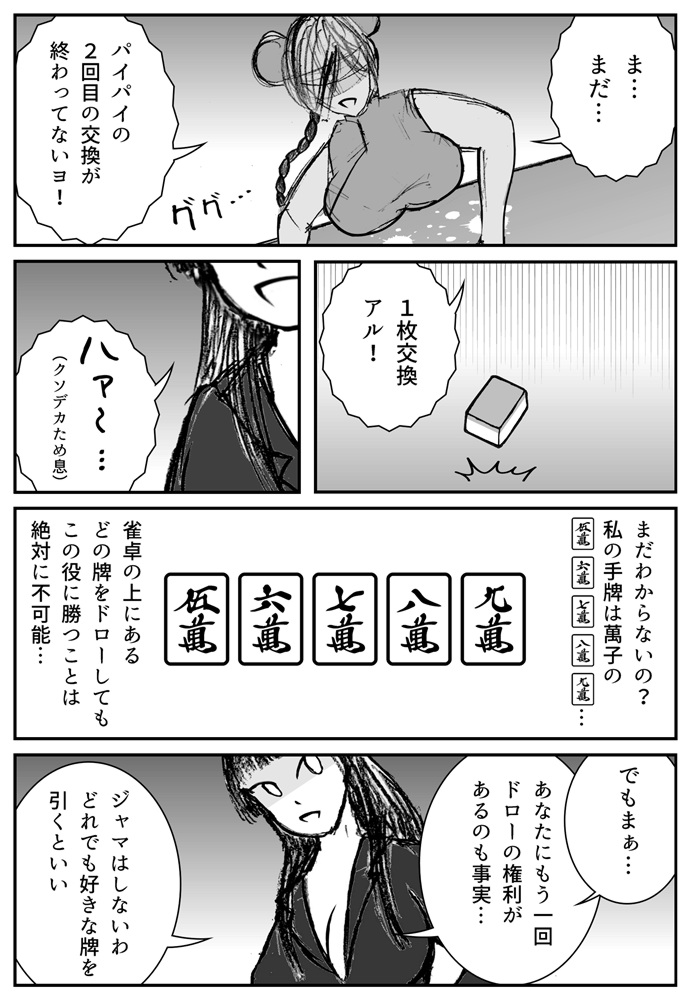 ま…
まだ…
パイパイの
２回目の交換が
終わってないヨ！
ググ…
１枚交換
アル！
ハァ～…
（クソデカため息）
まだわからないの？
私の手牌は萬子の
伍萬 六萬 七萬 八萬 九萬…
伍萬 六萬 七萬 八萬 九萬
雀卓の上にある
どの牌をドローしても
この役に勝つことは
絶対に不可能…
でもまぁ…
あなたにもう一回
ドローの権利が
あるのも事実…
ジャマはしないわ
どれでも好きな牌を
引くといい